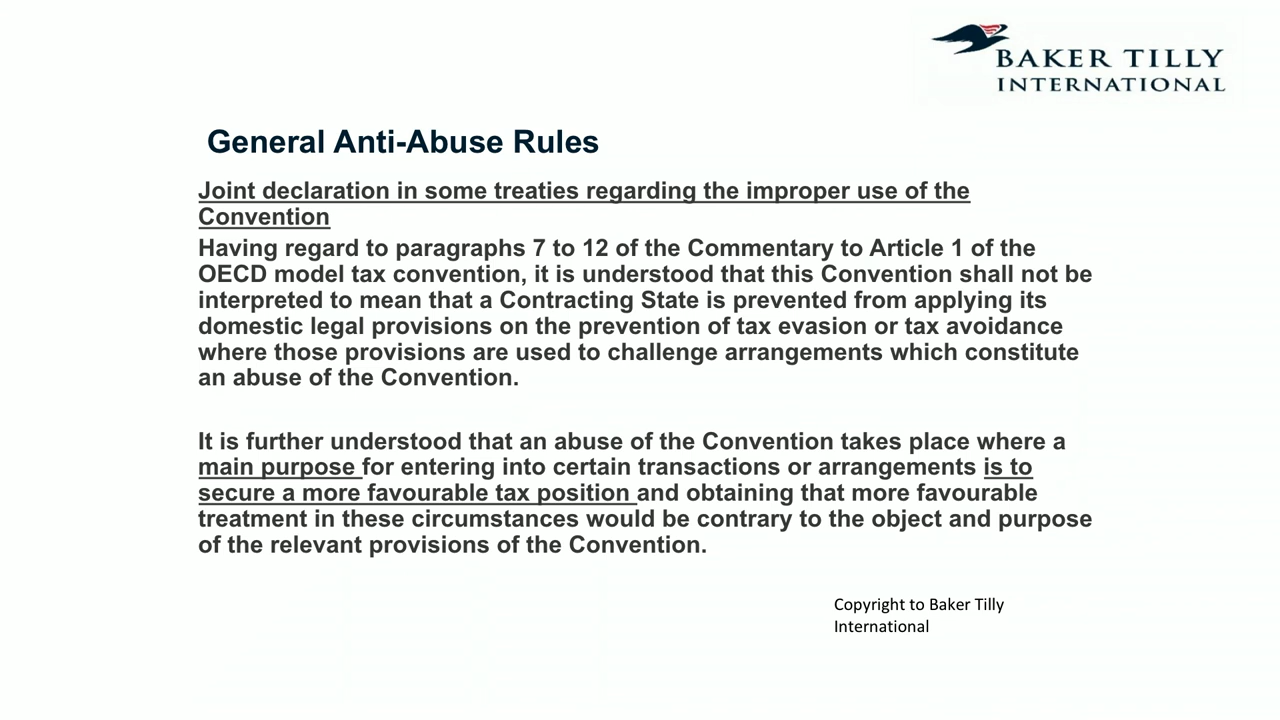 BAKER TILLY
INTERNATIONAL
General Anti-Abuse Rules
Joint declaration in some treaties regarding the improper use of the
Convention
Having regard to paragraphs 7 to 12 of the Commentary to Article 1 of the
OECD model tax convention, it is understood that this Convention shall not be
interpreted to mean that a Contracting State is prevented from applying its
domestic legal provisions on the prevention of tax evasion or tax avoidance
where those provisions are used to challenge arrangements which constitute
an abuse of the Convention.
It is further understood that an abuse of the Convention takes place where a
main purpose for entering into certain transactions or arrangements is to
secure a more favourable tax position and obtaining that more favourable
treatment in these circumstances would be contrary to the object and purpose
of the relevant provisions of the Convention.
Copyright to Baker Tilly
International